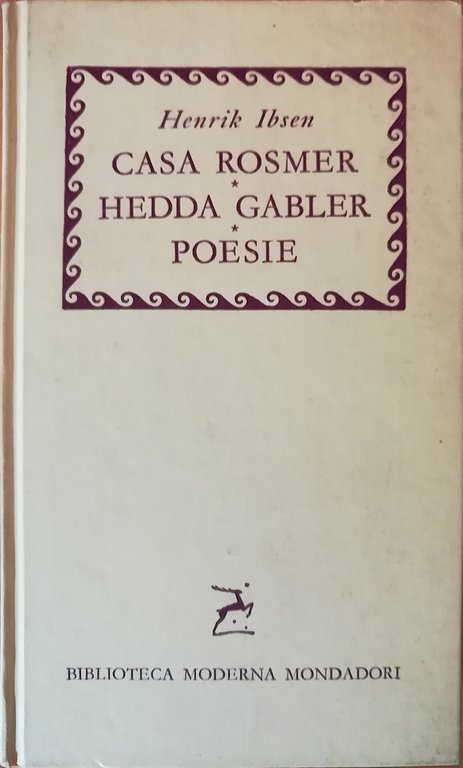 Henrik Ibsen
CASA ROSMER
*
HEDDA GABLER
*
POESIE
BIBLIOTECA MODERNA MONDADORI